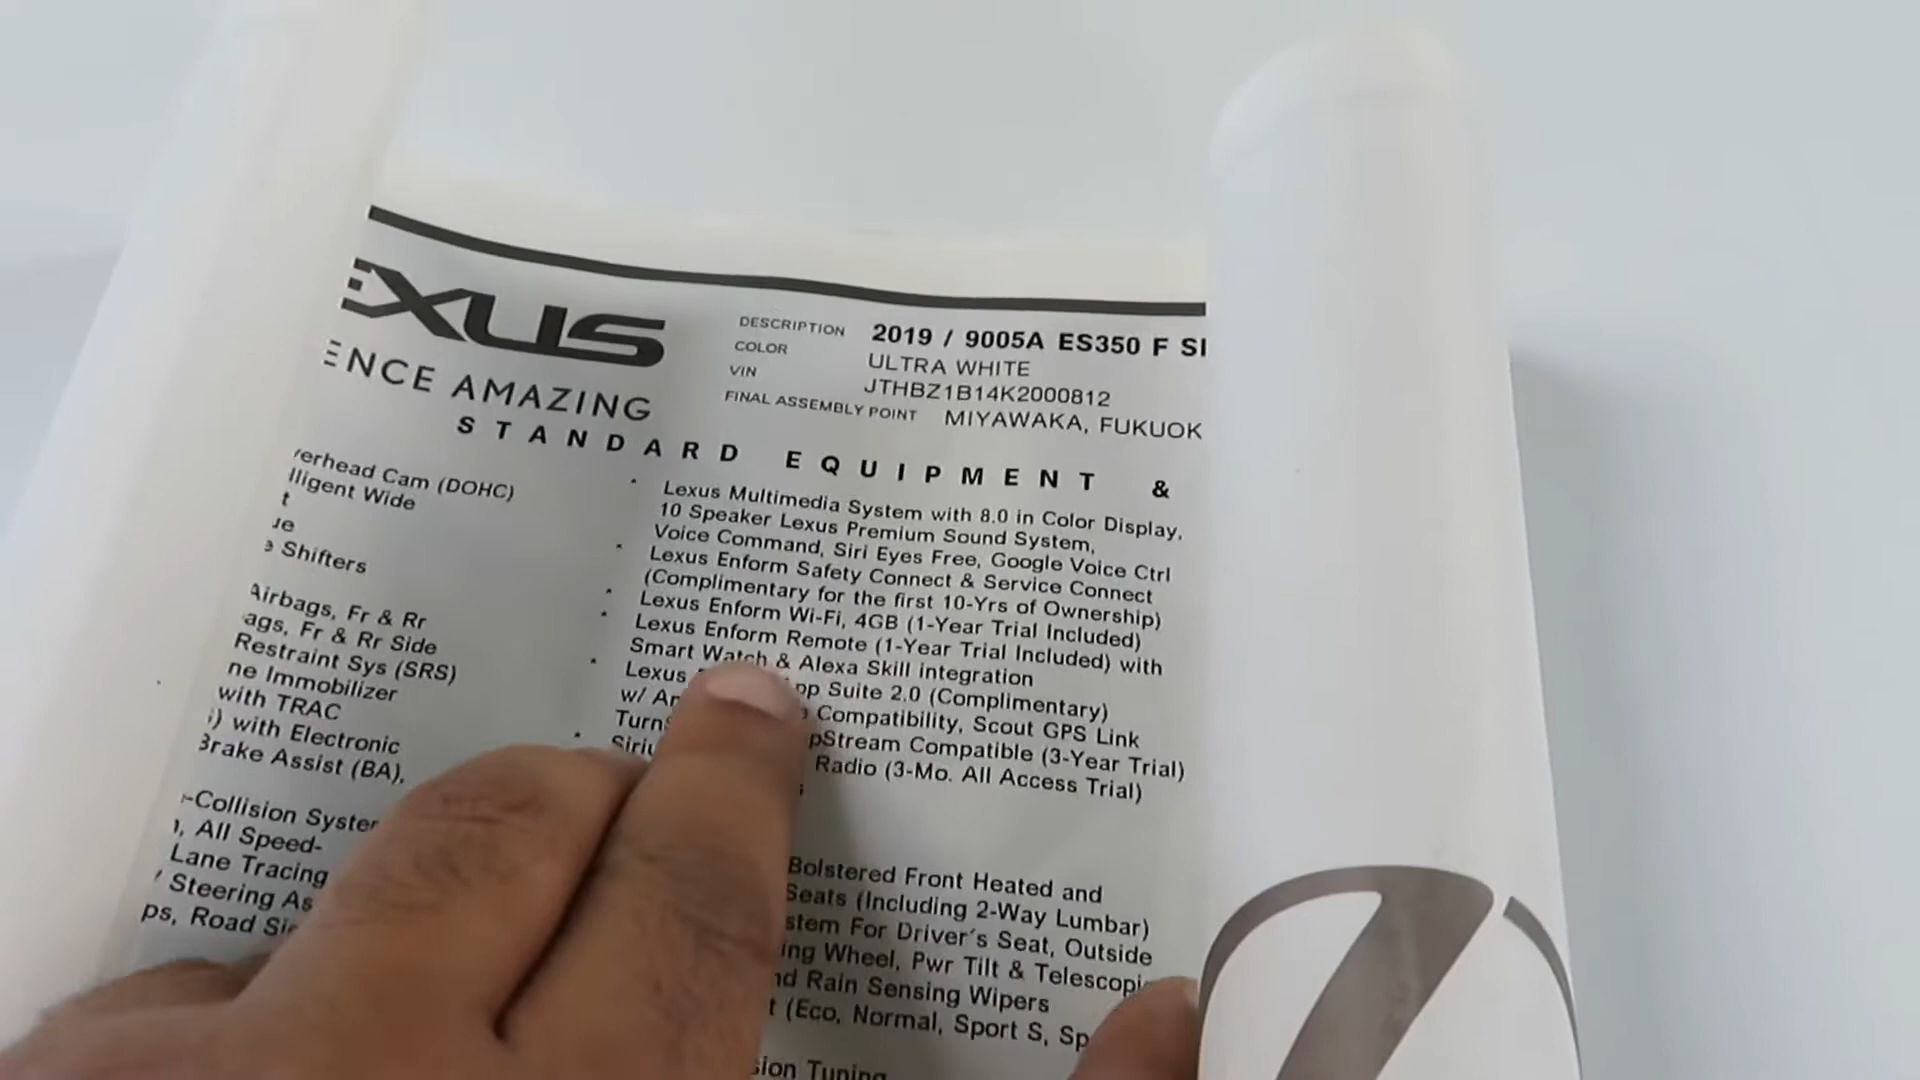 EXUS
ENCE AMAZING
DESCRIPTION 2019 / 9005A ES350 F
COLOR ULTRA WHITE
VIN JTHBZ1B14K2000812
FINAL ASSEMBLY POINT MIYAWAKA, FUKUOK
STANDARD EQUIPMENT &
erhead Cam (DOHC)
lligent Wide
Shifters
Airbags, Fr & Rr
ags, Fr & Rr Side
Restraint Sys (SRS)
ne Immobilizer
with TRAC
) with Electronic
Brake Assist (BA),
-Collision System
, All Speed-
Lane Tracing
Steering As
ps, Road
Lexus Multimedia System with 8.0 in Color Display,
10 Speaker Lexus Premium Sound System,
Voice Command, Siri Eyes Free, Google Voice Ctrl
Lexus Enform Safety Connect & Service Connect
(Complimentary for the first 10-Yrs of Ownership)
Lexus Enform Wi-Fi, 4GB (1-Year Trial Included)
Lexus Enform Remote (1-Year Trial Included) with
Smart Watch & Alexa Skill integration
Lexus pp Suite 2.0 (Complimentary)
w/ Compatibility, Scout GPS Link
Turn pStream Compatible (3-Year Trial)
Siriu Radio (3-Mo. All Access Trial)
Bolstered Front Heated and
Seats (Including 2-Way Lumbar)
stem For Driver's Seat, Outside
ing Wheel, Pwr Tilt & Telescopi
nd Rain Sensing Wipers
t (Eco, Normal, Sport S, Sp
sion Tuning